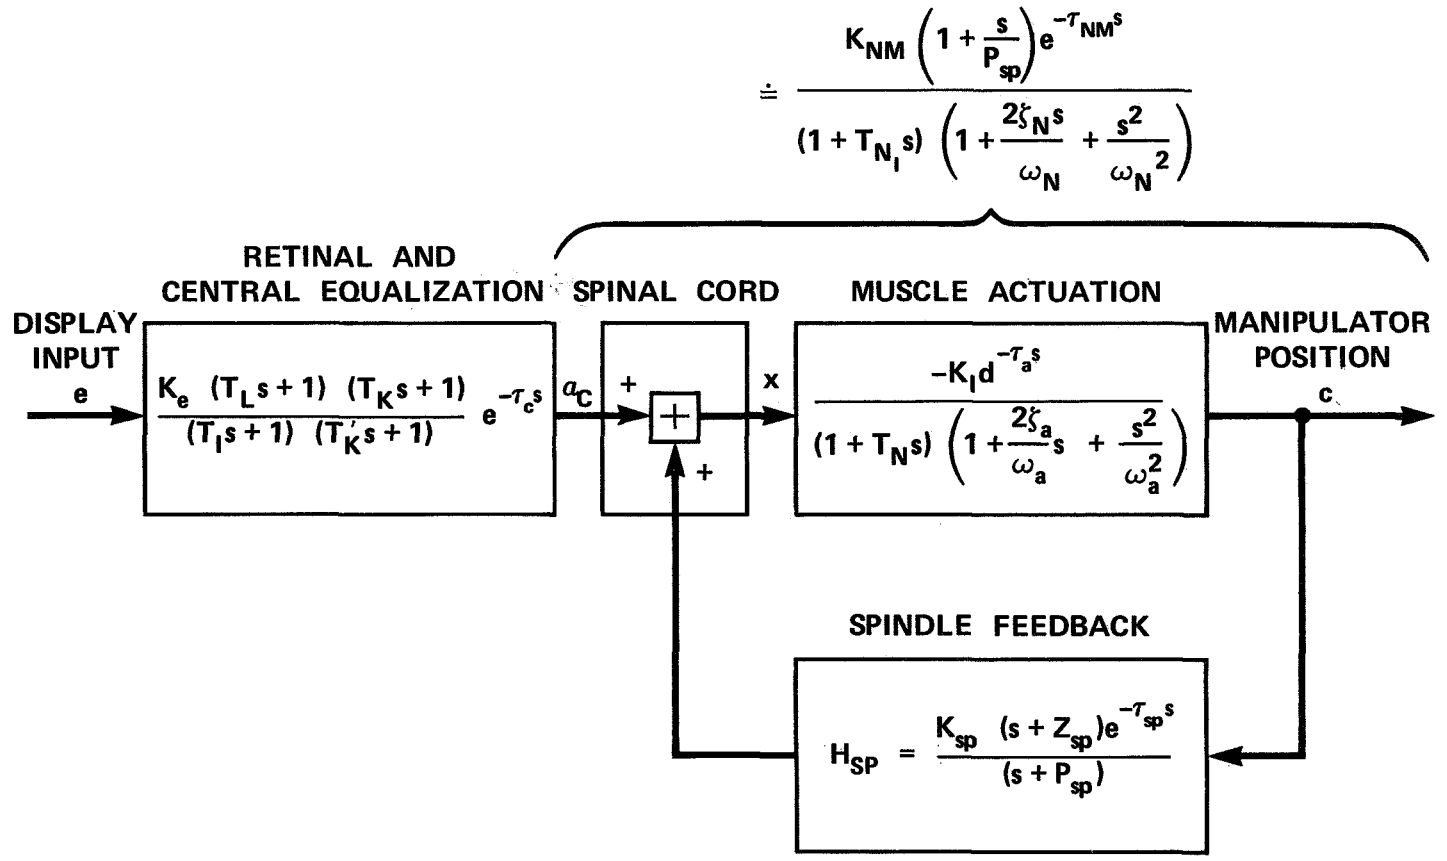 ≐ K_NM (1 + s/P_sp) e^-τ_NM s / (1 + T_N_I s) (1 + 2ζ_N s/ω_N + s²/ω_N²)
RETINAL AND
CENTRAL EQUALIZATION
SPINAL CORD
MUSCLE ACTUATION
DISPLAY
INPUT
e
K_e (T_L s + 1) (T_K s + 1) / (T_I s + 1) (T_K′ s + 1) e^-τ_c s
a_C
+
+
+
x
-K_I d^-τ_a s / (1 + T_N s) (1 + 2ζ_a/ω_a s + s²/ω_a²)
MANIPULATOR
POSITION
c
SPINDLE FEEDBACK
H_SP = K_sp (s + Z_sp)e^-τ_sp s / (s + P_sp)